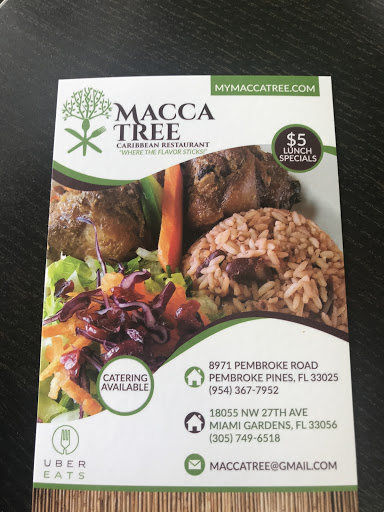 MYMACCATREE.COM
MACCA
TREE
CARIBBEAN RESTAURANT
"WHERE THE FLAVOR STICKS!"
$5
LUNCH
SPECIALS
CATERING
AVAILABLE
8971 PEMBROKE ROAD
PEMBROKE PINES, FL 33025
(954) 367-7952
18055 NW 27TH AVE
MIAMI GARDENS, FL 33056
(305) 749-6518
UBER
EATS
MACCATREE@GMAIL.COM